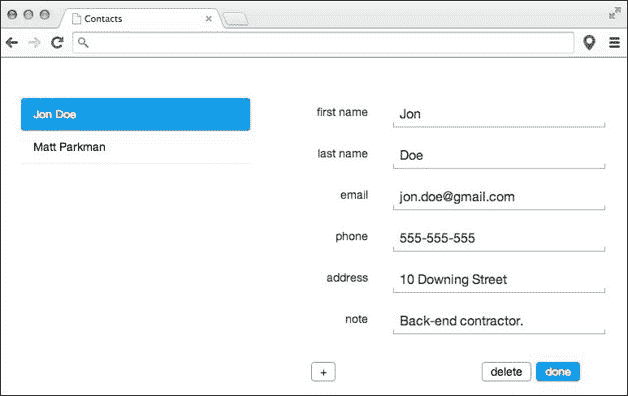 Contacts
Jon Doe
Matt Parkman
first name Jon
last name Doe
email jon.doe@gmail.com
phone 555-555-555
address 10 Downing Street
note Back-end contractor.
+ delete done